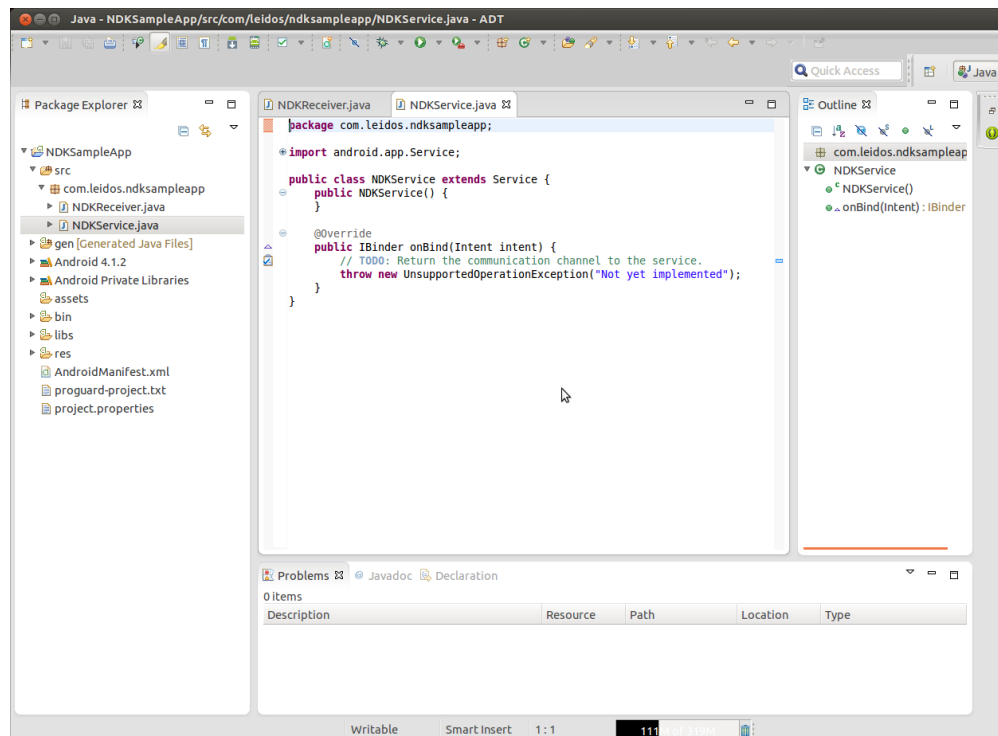 Java - NDKSampleApp/src/com/leidos/ndksampleapp/NDKService.java - ADT
Quick Access
Java
Package Explorer
NDKSampleApp
src
com.leidos.ndksampleapp
NDKReceiver.java
NDKService.java
gen [Generated Java Files]
Android 4.1.2
Android Private Libraries
assets
bin
libs
res
AndroidManifest.xml
proguard-project.txt
project.properties
NDKReceiver.java
NDKService.java
package com.leidos.ndksampleapp;
import android.app.Service;
public class NDKService extends Service {
public NDKService() {
}
@Override
public IBinder onBind(Intent intent) {
// TODO: Return the communication channel to the service.
throw new UnsupportedOperationException("Not yet implemented");
}
}
Outline
com.leidos.ndksampleap
NDKService
NDKService()
onBind(Intent) : IBinder
Problems
Javadoc
Declaration
0 items
Description Resource Path Location Type
Writable Smart Insert 1 : 1 111M of 319M